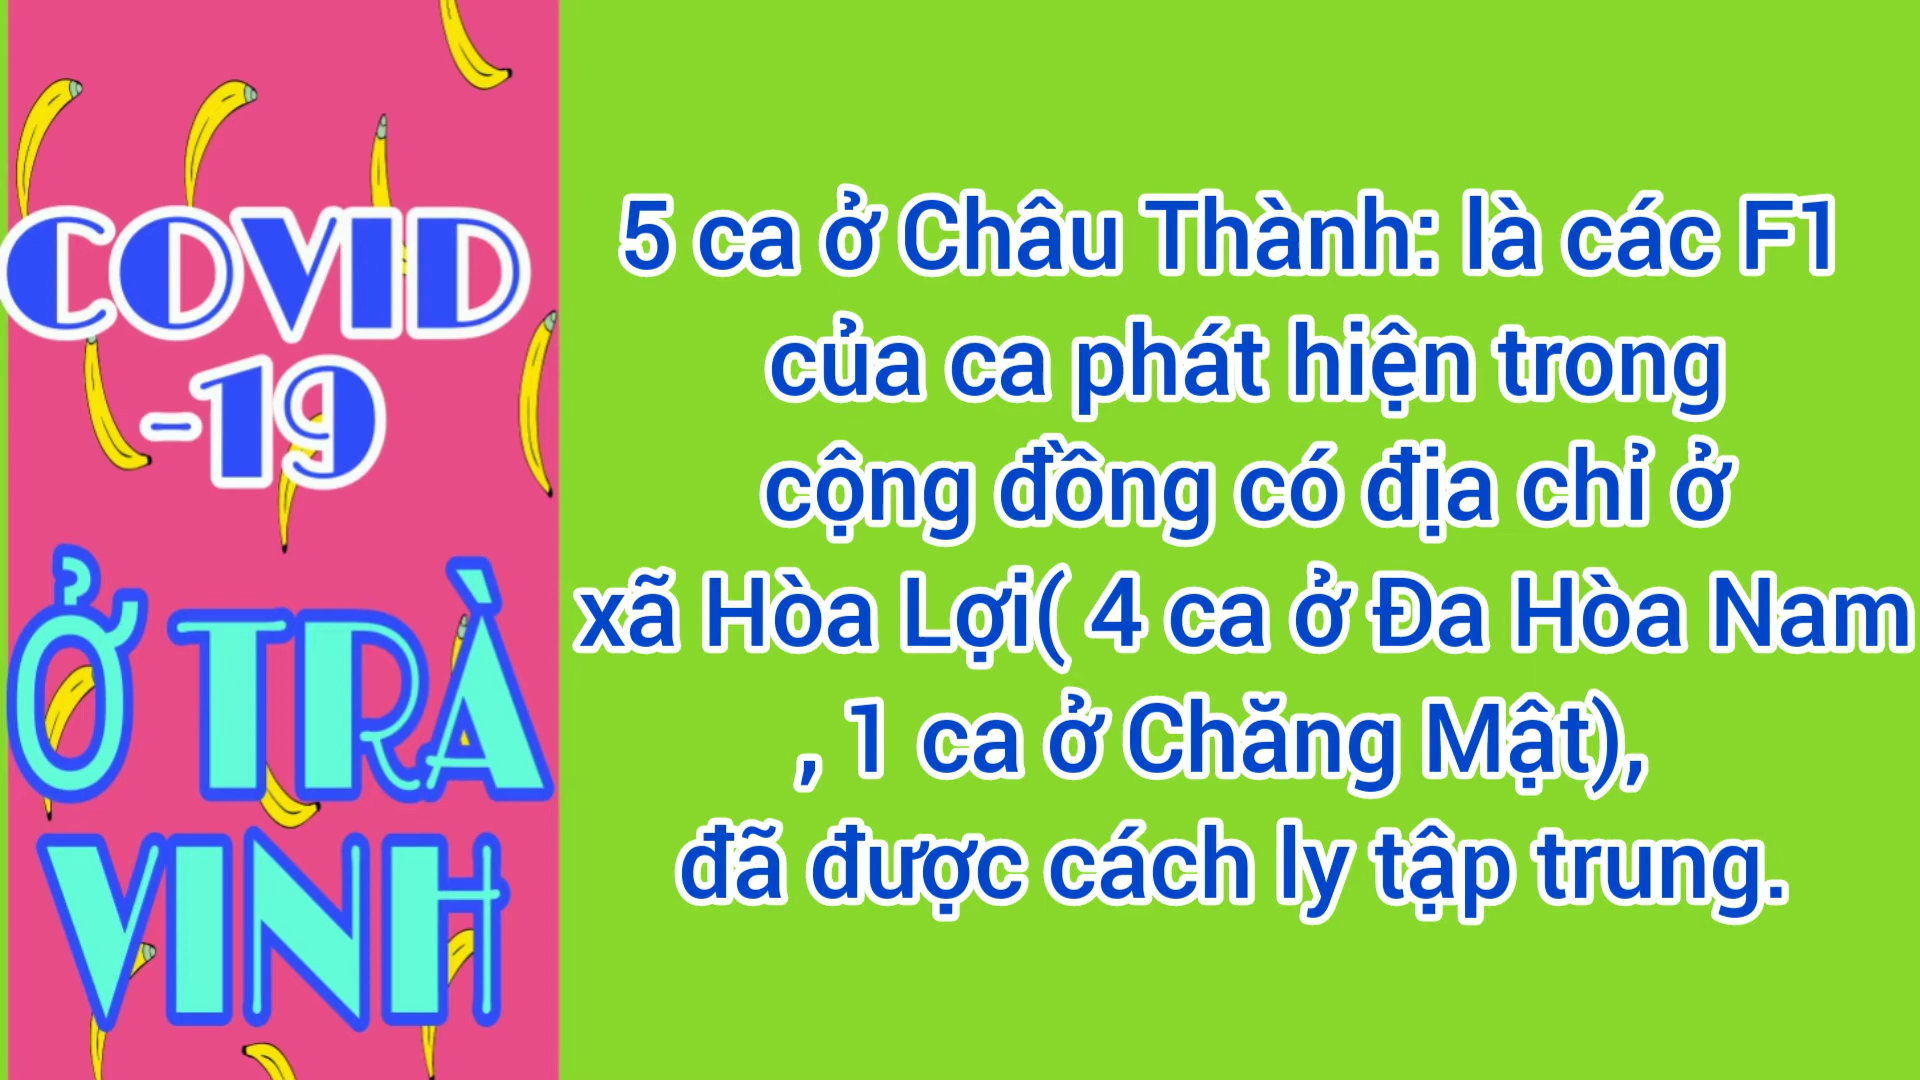 COVID
-19
Ở TRÀ
VINH
5 ca ở Châu Thành: là các F1
của ca phát hiện trong
cộng đồng có địa chỉ ở
xã Hòa Lợi( 4 ca ở Đa Hòa Nam
, 1 ca ở Chăng Mật),
đã được cách ly tập trung.